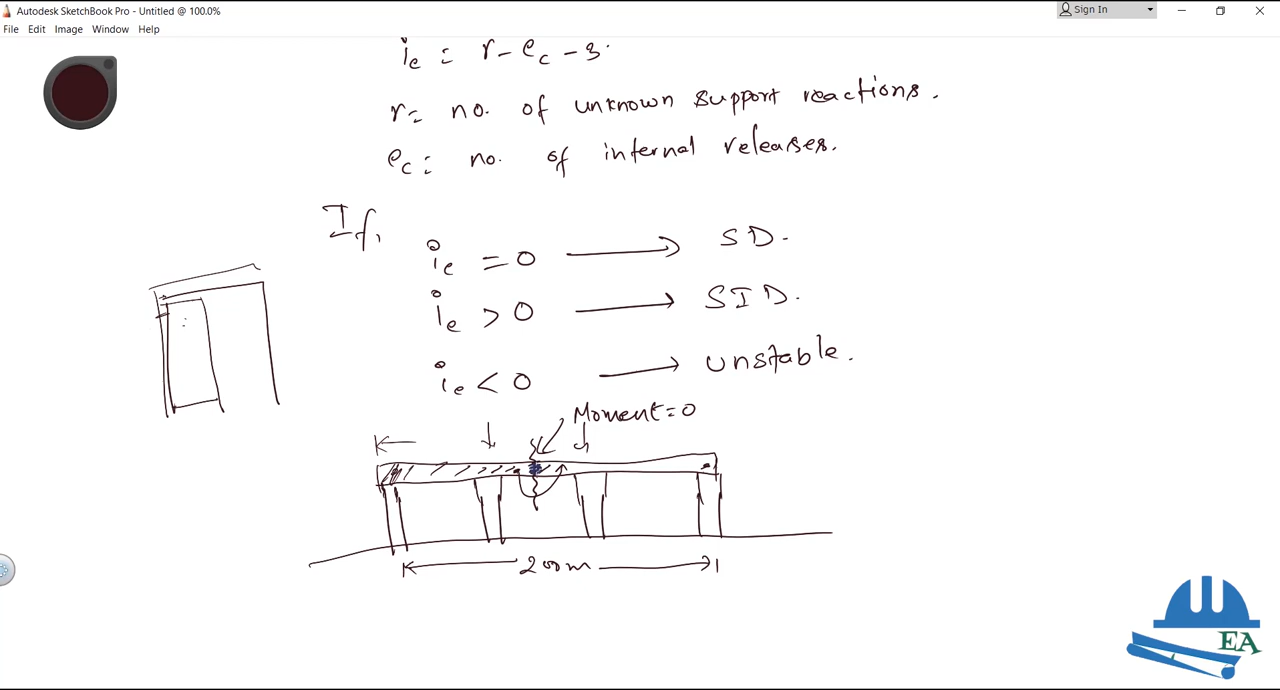 Autodesk SketchBook Pro - Untitled @ 100.0%
Sign In
File Edit Image Window Help
ie = r - ec - 3.
r = no. of unknown support reactions.
ec : no. of internal releases.
If,
ie = 0 → SD.
ie > 0 → SID.
ie < 0 → unstable.
Moment = 0
200m
EA